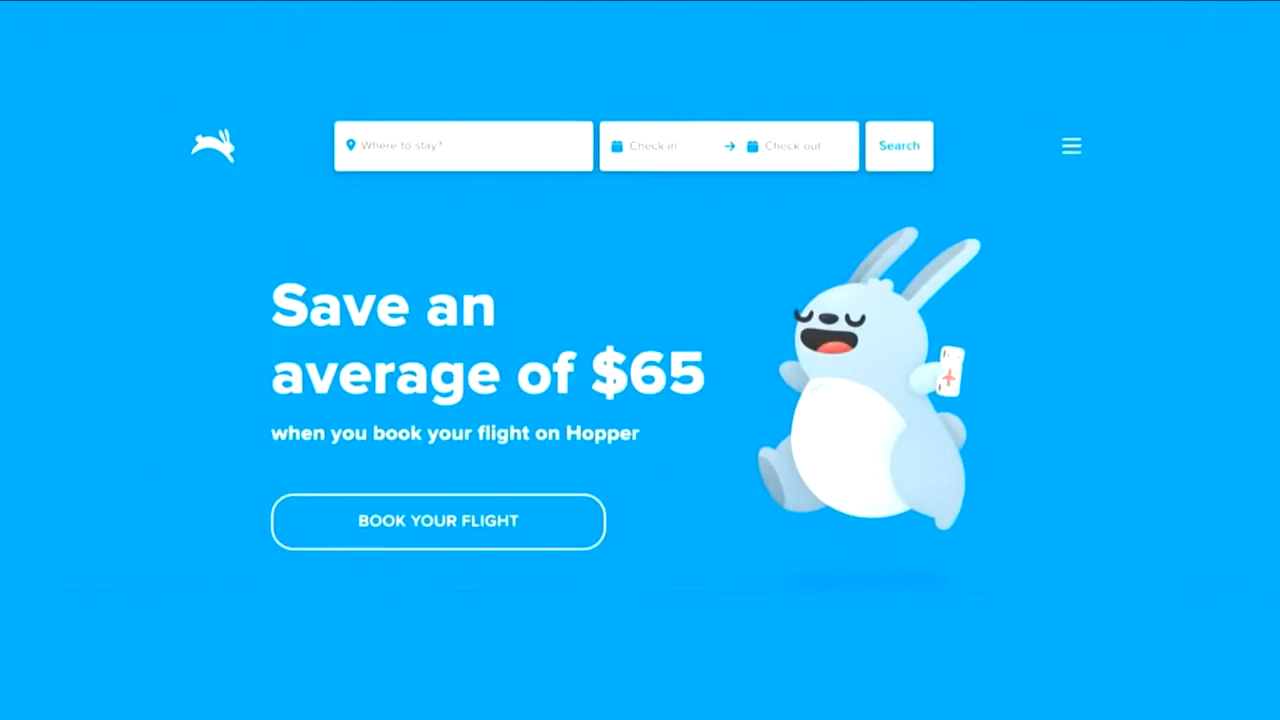 Where to stay?
Check in
Check out
Search
Save an
average of $65
when you book your flight on Hopper
BOOK YOUR FLIGHT